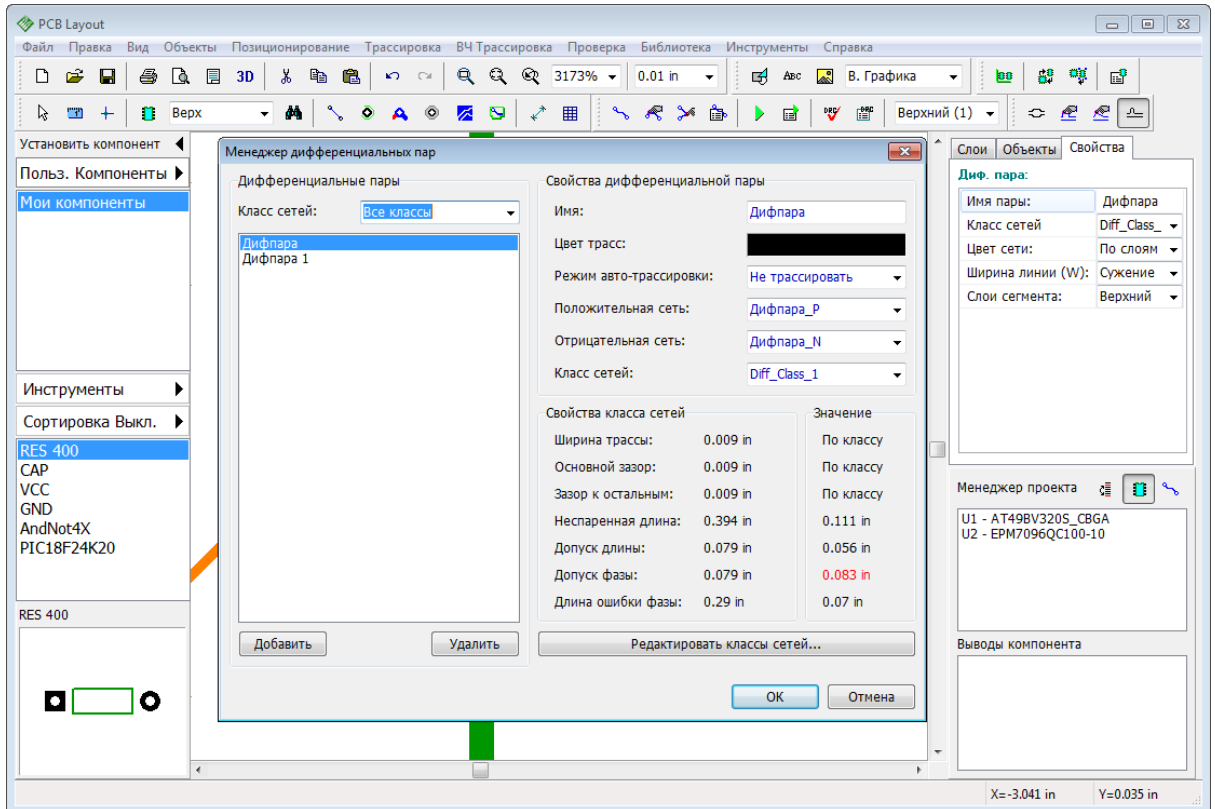 PCB Layout
Файл Правка Вид Объекты Позиционирование Трассировка ВЧ Трассировка Проверка Библиотека Инструменты Справка
3D 3173% 0.01 in ABC В. Графика
Верх DRC DRC Верхний (1)
Установить компонент
Польз. Компоненты
Мои компоненты
Инструменты
Сортировка Выкл.
RES 400
CAP
VCC
GND
AndNot4X
PIC18F24K20
RES 400
Менеджер дифференциальных пар
Дифференциальные пары
Класс сетей: Все классы
Дифпара
Дифпара 1
Добавить Удалить
Свойства дифференциальной пары
Имя: Дифпара
Цвет трасс:
Режим авто-трассировки: Не трассировать
Положительная сеть: Дифпара_P
Отрицательная сеть: Дифпара_N
Класс сетей: Diff_Class_1
Свойства класса сетей Значение
Ширина трассы: 0.009 in По классу
Основной зазор: 0.009 in По классу
Зазор к остальным: 0.009 in По классу
Неспаренная длина: 0.394 in 0.111 in
Допуск длины: 0.079 in 0.056 in
Допуск фазы: 0.079 in 0.083 in
Длина ошибки фазы: 0.29 in 0.07 in
Редактировать классы сетей...
OK Отмена
Слои Объекты Свойства
Диф. пара:
Имя пары: Дифпара
Класс сетей Diff_Class_
Цвет сети: По слоям
Ширина линии (W): Сужение
Слои сегмента: Верхний
Менеджер проекта
U1 - AT49BV320S_CBGA
U2 - EPM7096QC100-10
Выводы компонента
X=-3.041 in Y=0.035 in